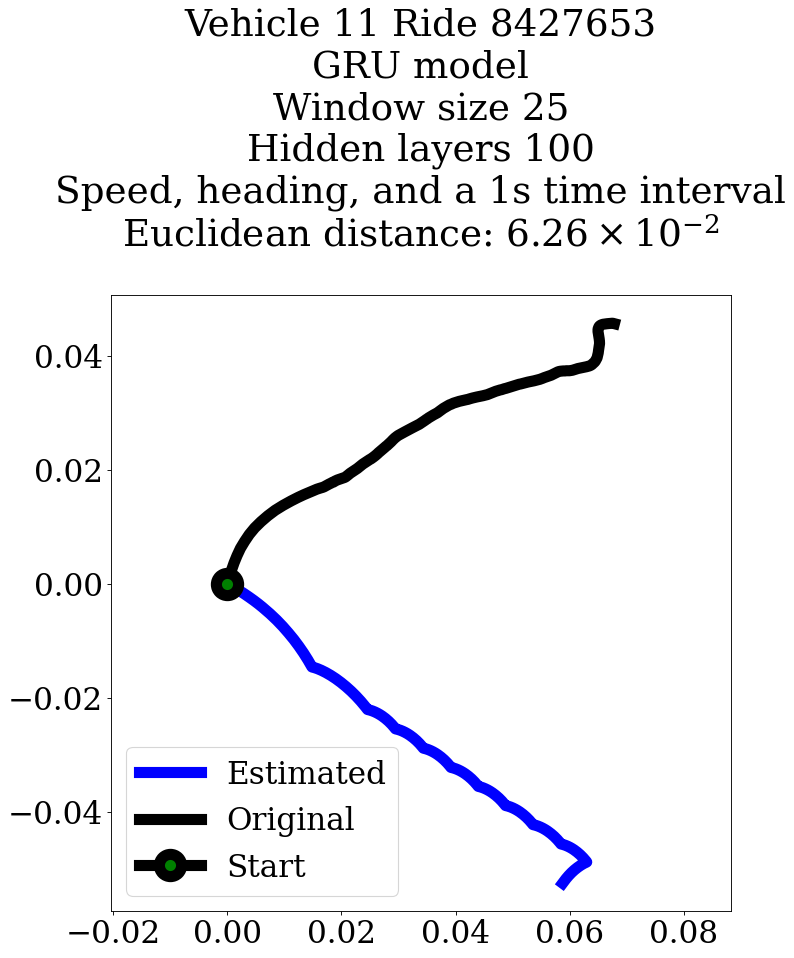 Vehicle 11 Ride 8427653
GRU model
Window size 25
Hidden layers 100
Speed, heading, and a 1s time interval
Euclidean distance: 6.26 × 10⁻²
0.04
0.02
0.00
−0.02
−0.04
Estimated
Original
Start
−0.02 0.00 0.02 0.04 0.06 0.08